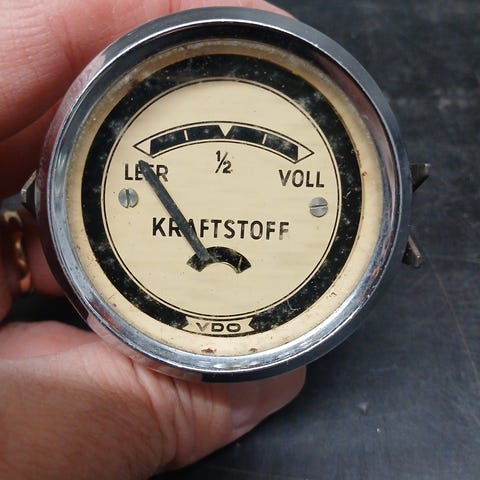 ½
LEER VOLL
KRAFTSTOFF
VDO